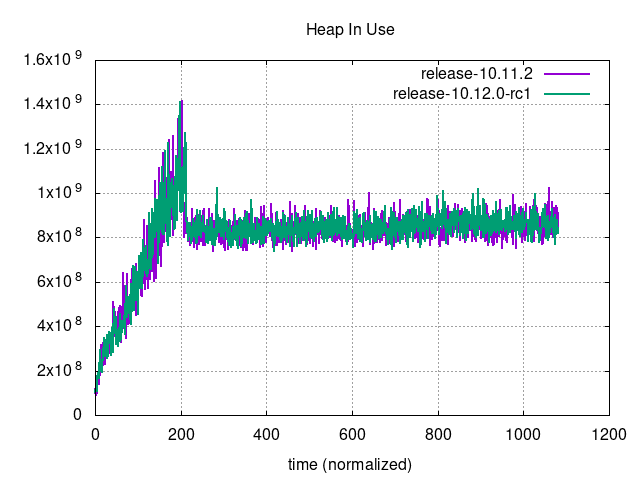 Heap In Use
release-10.11.2
release-10.12.0-rc1
1.6x10^9
1.4x10^9
1.2x10^9
1x10^9
8x10^8
6x10^8
4x10^8
2x10^8
0
0 200 400 600 800 1000 1200
time (normalized)